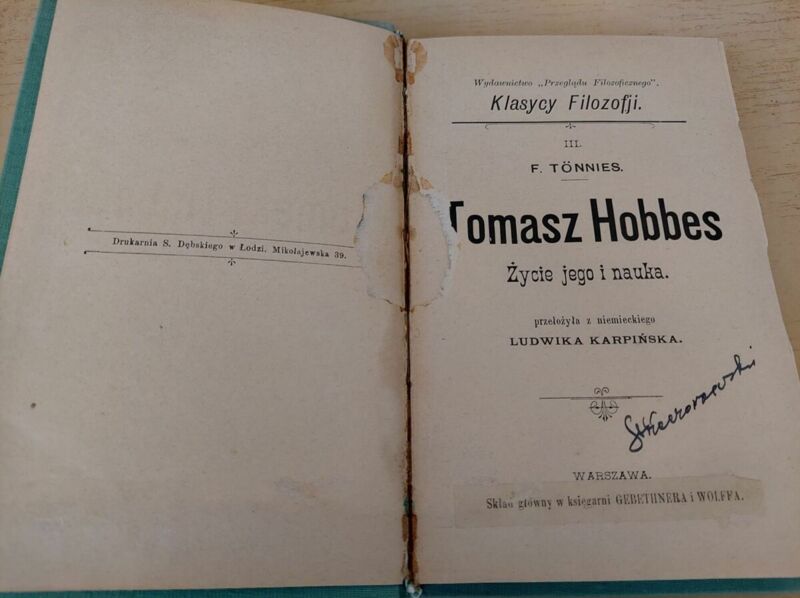 Drukarnia S. Dębskiego w Łodzi. Mikołajewska 39.
Wydawnictwo „Przeglądu Filozoficznego”.
Klasycy Filozofji.
III.
F. TÖNNIES.
Tomasz Hobbes
Życie jego i nauka.
przełożyła z niemieckiego
LUDWIKA KARPIŃSKA.
WARSZAWA.
Skład główny w księgarni GEBETHNERA i WOLFFA.